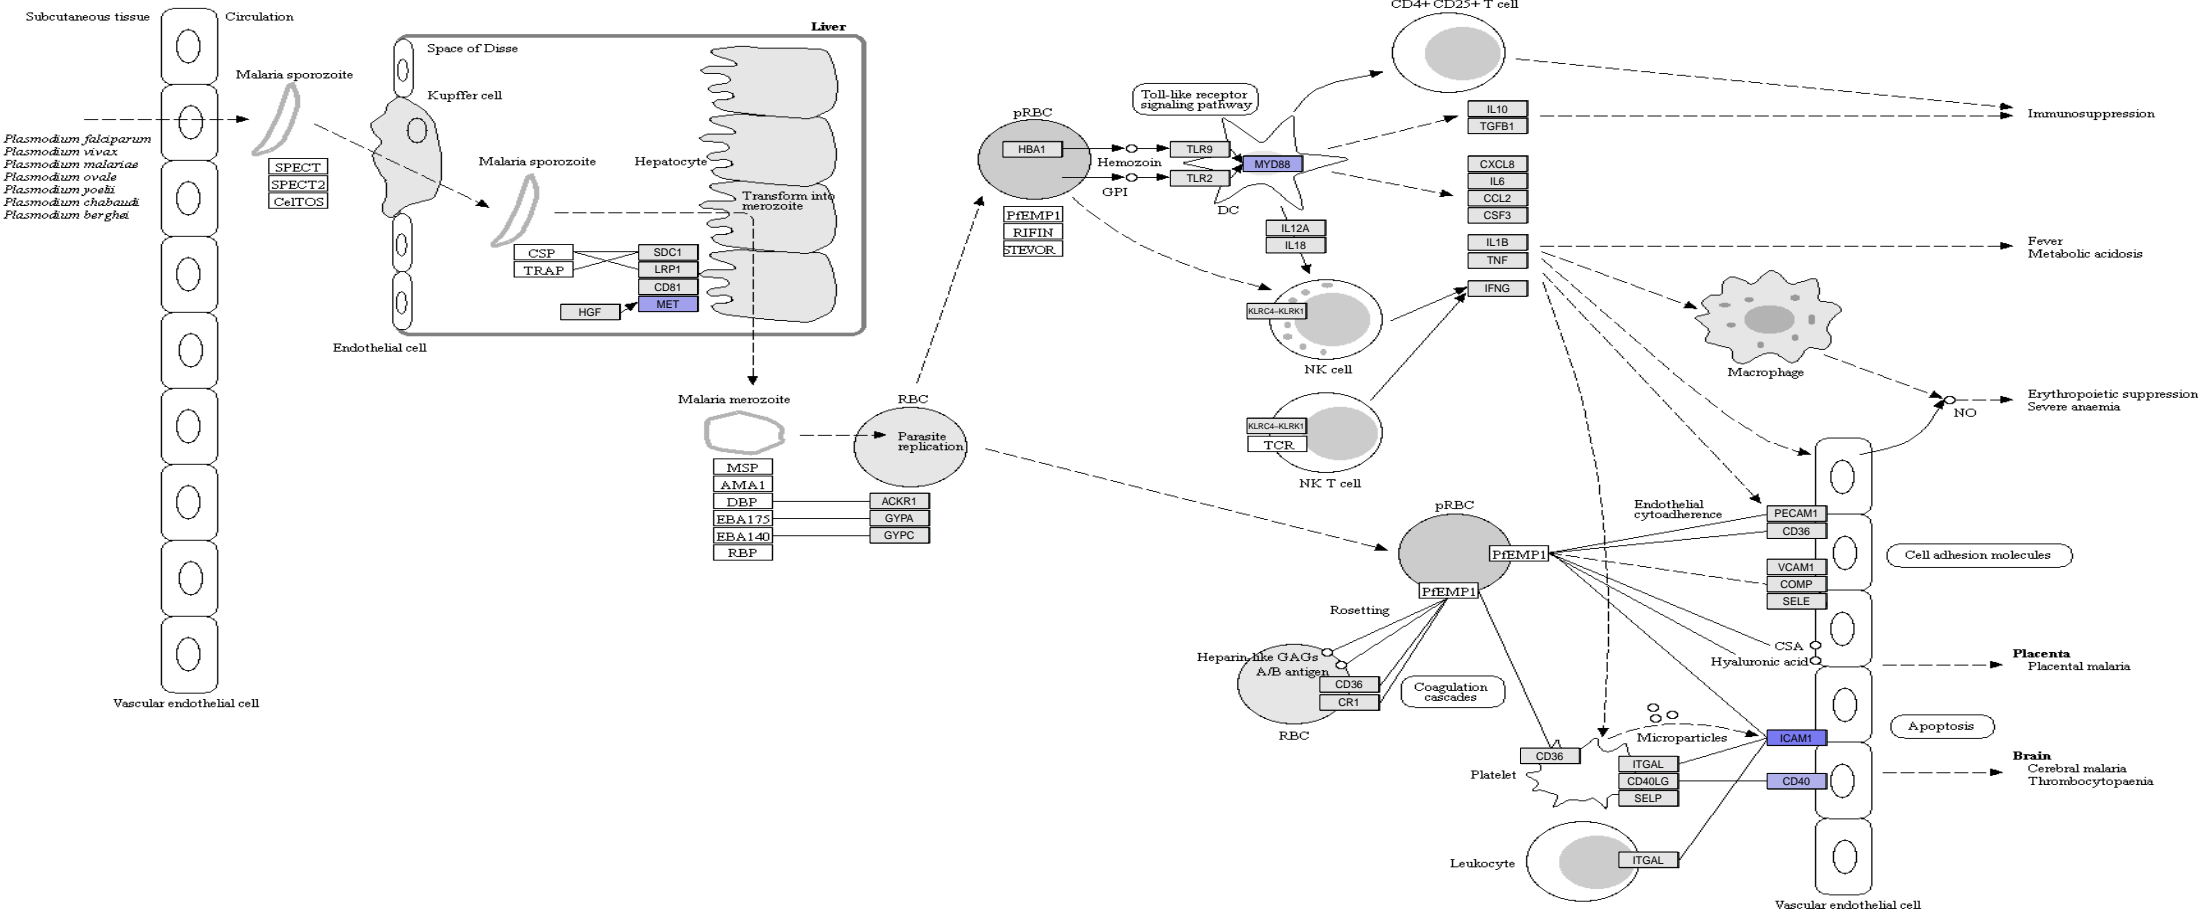 Subcutaneous tissue
Circulation
Malaria sporozoite
Plasmodium falciparum
Plasmodium vivax
Plasmodium malariae
Plasmodium ovale
Plasmodium yoelii
Plasmodium chabaudi
Plasmodium berghei
SPECT
SPECT2
CelTOS
Vascular endothelial cell
Liver
Space of Disse
Kupffer cell
Malaria sporozoite
Hepatocyte
Transform into
merozoite
CSP
TRAP
SDC1
LRP1
CD81
MET
HGF
Endothelial cell
Malaria merozoite
MSP
AMA1
DBP
EBA175
EBA140
RBP
RBC
Parasite
replication
ACKR1
GYPA
GYPC
pRBC
HBA1
PfEMP1
RIFIN
STEVOR
Hemozoin
GPI
Toll-like receptor
signaling pathway
TLR9
TLR2
MYD88
DC
IL12A
IL18
CD4+ CD25+ T cell
IL10
TGFB1
CXCL8
IL6
CCL2
CSF3
IL1B
TNF
IFNG
KLRC4-KLRK1
NK cell
KLRC4-KLRK1
TCR
NK T cell
Immunosuppression
Fever
Metabolic acidosis
Macrophage
NO
Erythropoietic suppression
Severe anaemia
pRBC
PfEMP1
PfEMP1
Endothelial
cytoadherence
PECAM1
CD36
VCAM1
COMP
SELE
Cell adhesion molecules
Rosetting
Heparin-like GAGs
A/B antigen
CD36
CR1
RBC
Coagulation
cascades
CSA
Hyaluronic acid
Placenta
Placental malaria
Microparticles
ICAM1
CD40
Apoptosis
Brain
Cerebral malaria
Thrombocytopaenia
CD36
Platelet
ITGAL
CD40LG
SELP
Leukocyte
ITGAL
Vascular endothelial cell